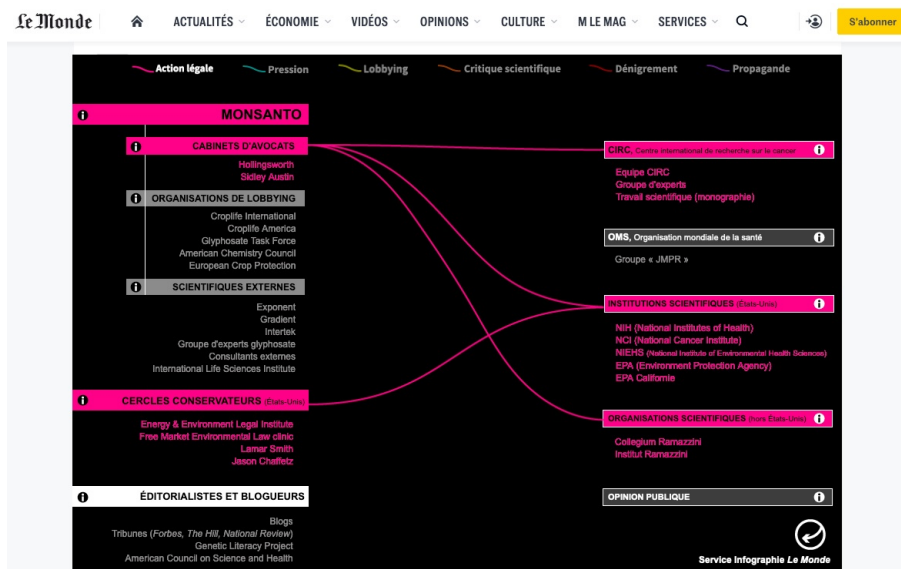 Le Monde
ACTUALITÉS
ÉCONOMIE
VIDÉOS
OPINIONS
CULTURE
M LE MAG
SERVICES
S'abonner
Action légale
Pression
Lobbying
Critique scientifique
Dénigrement
Propagande
MONSANTO
CABINETS D'AVOCATS
Hollingsworth
Sidley Austin
ORGANISATIONS DE LOBBYING
Croplife International
Croplife America
Glyphosate Task Force
American Chemistry Council
European Crop Protection
SCIENTIFIQUES EXTERNES
Exponent
Gradient
Intertek
Groupe d'experts glyphosate
Consultants externes
International Life Sciences Institute
CERCLES CONSERVATEURS (États-Unis)
Energy & Environment Legal Institute
Free Market Environmental Law clinic
Lamar Smith
Jason Chaffetz
ÉDITORIALISTES ET BLOGUEURS
Blogs
Tribunes (Forbes, The Hill, National Review)
Genetic Literacy Project
American Council on Science and Health
CIRC, Centre international de recherche sur le cancer
Equipe CIRC
Groupe d'experts
Travail scientifique (monographie)
OMS, Organisation mondiale de la santé
Groupe « JMPR »
INSTITUTIONS SCIENTIFIQUES (États-Unis)
NIH (National Institutes of Health)
NCI (National Cancer Institute)
NIEHS (National Institute of Environmental Health Sciences)
EPA (Environment Protection Agency)
EPA Californie
ORGANISATIONS SCIENTIFIQUES (hors États-Unis)
Collegium Ramazzini
Institut Ramazzini
OPINION PUBLIQUE
Service Infographie Le Monde